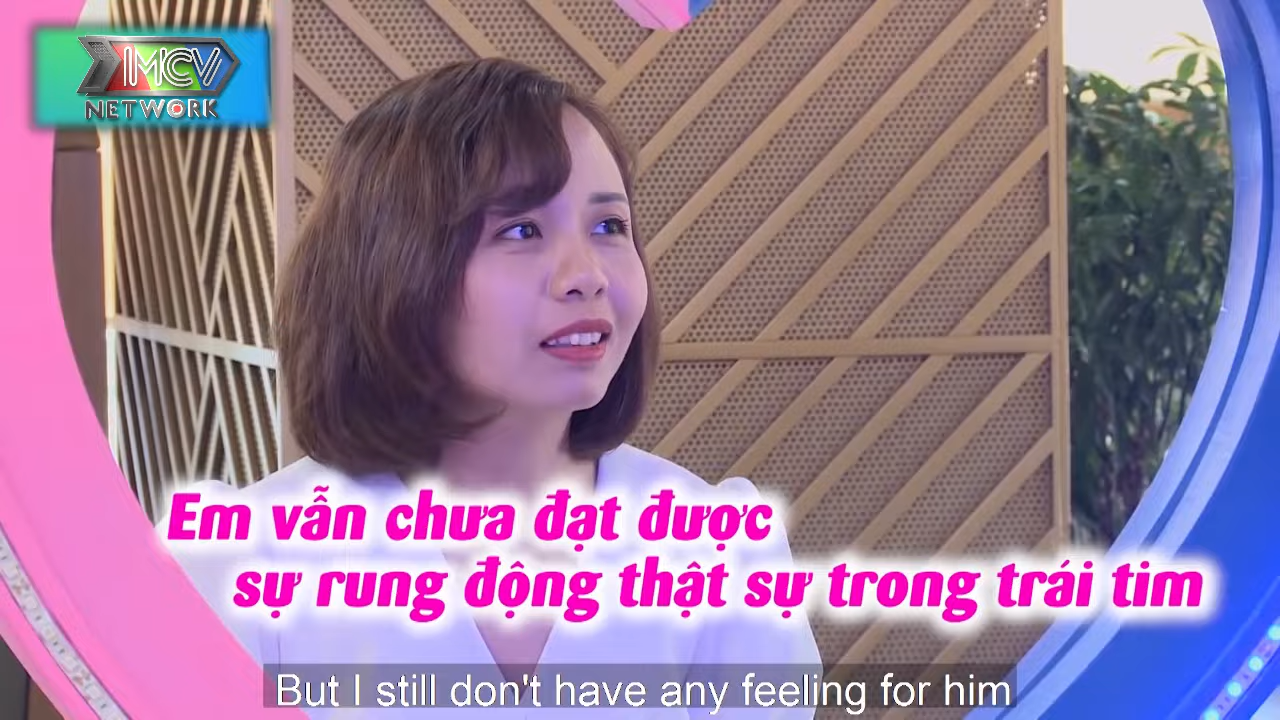 MCV
NETWORK
Em vẫn chưa đạt được
sự rung động thật sự trong trái tim
But I still don't have any feeling for him